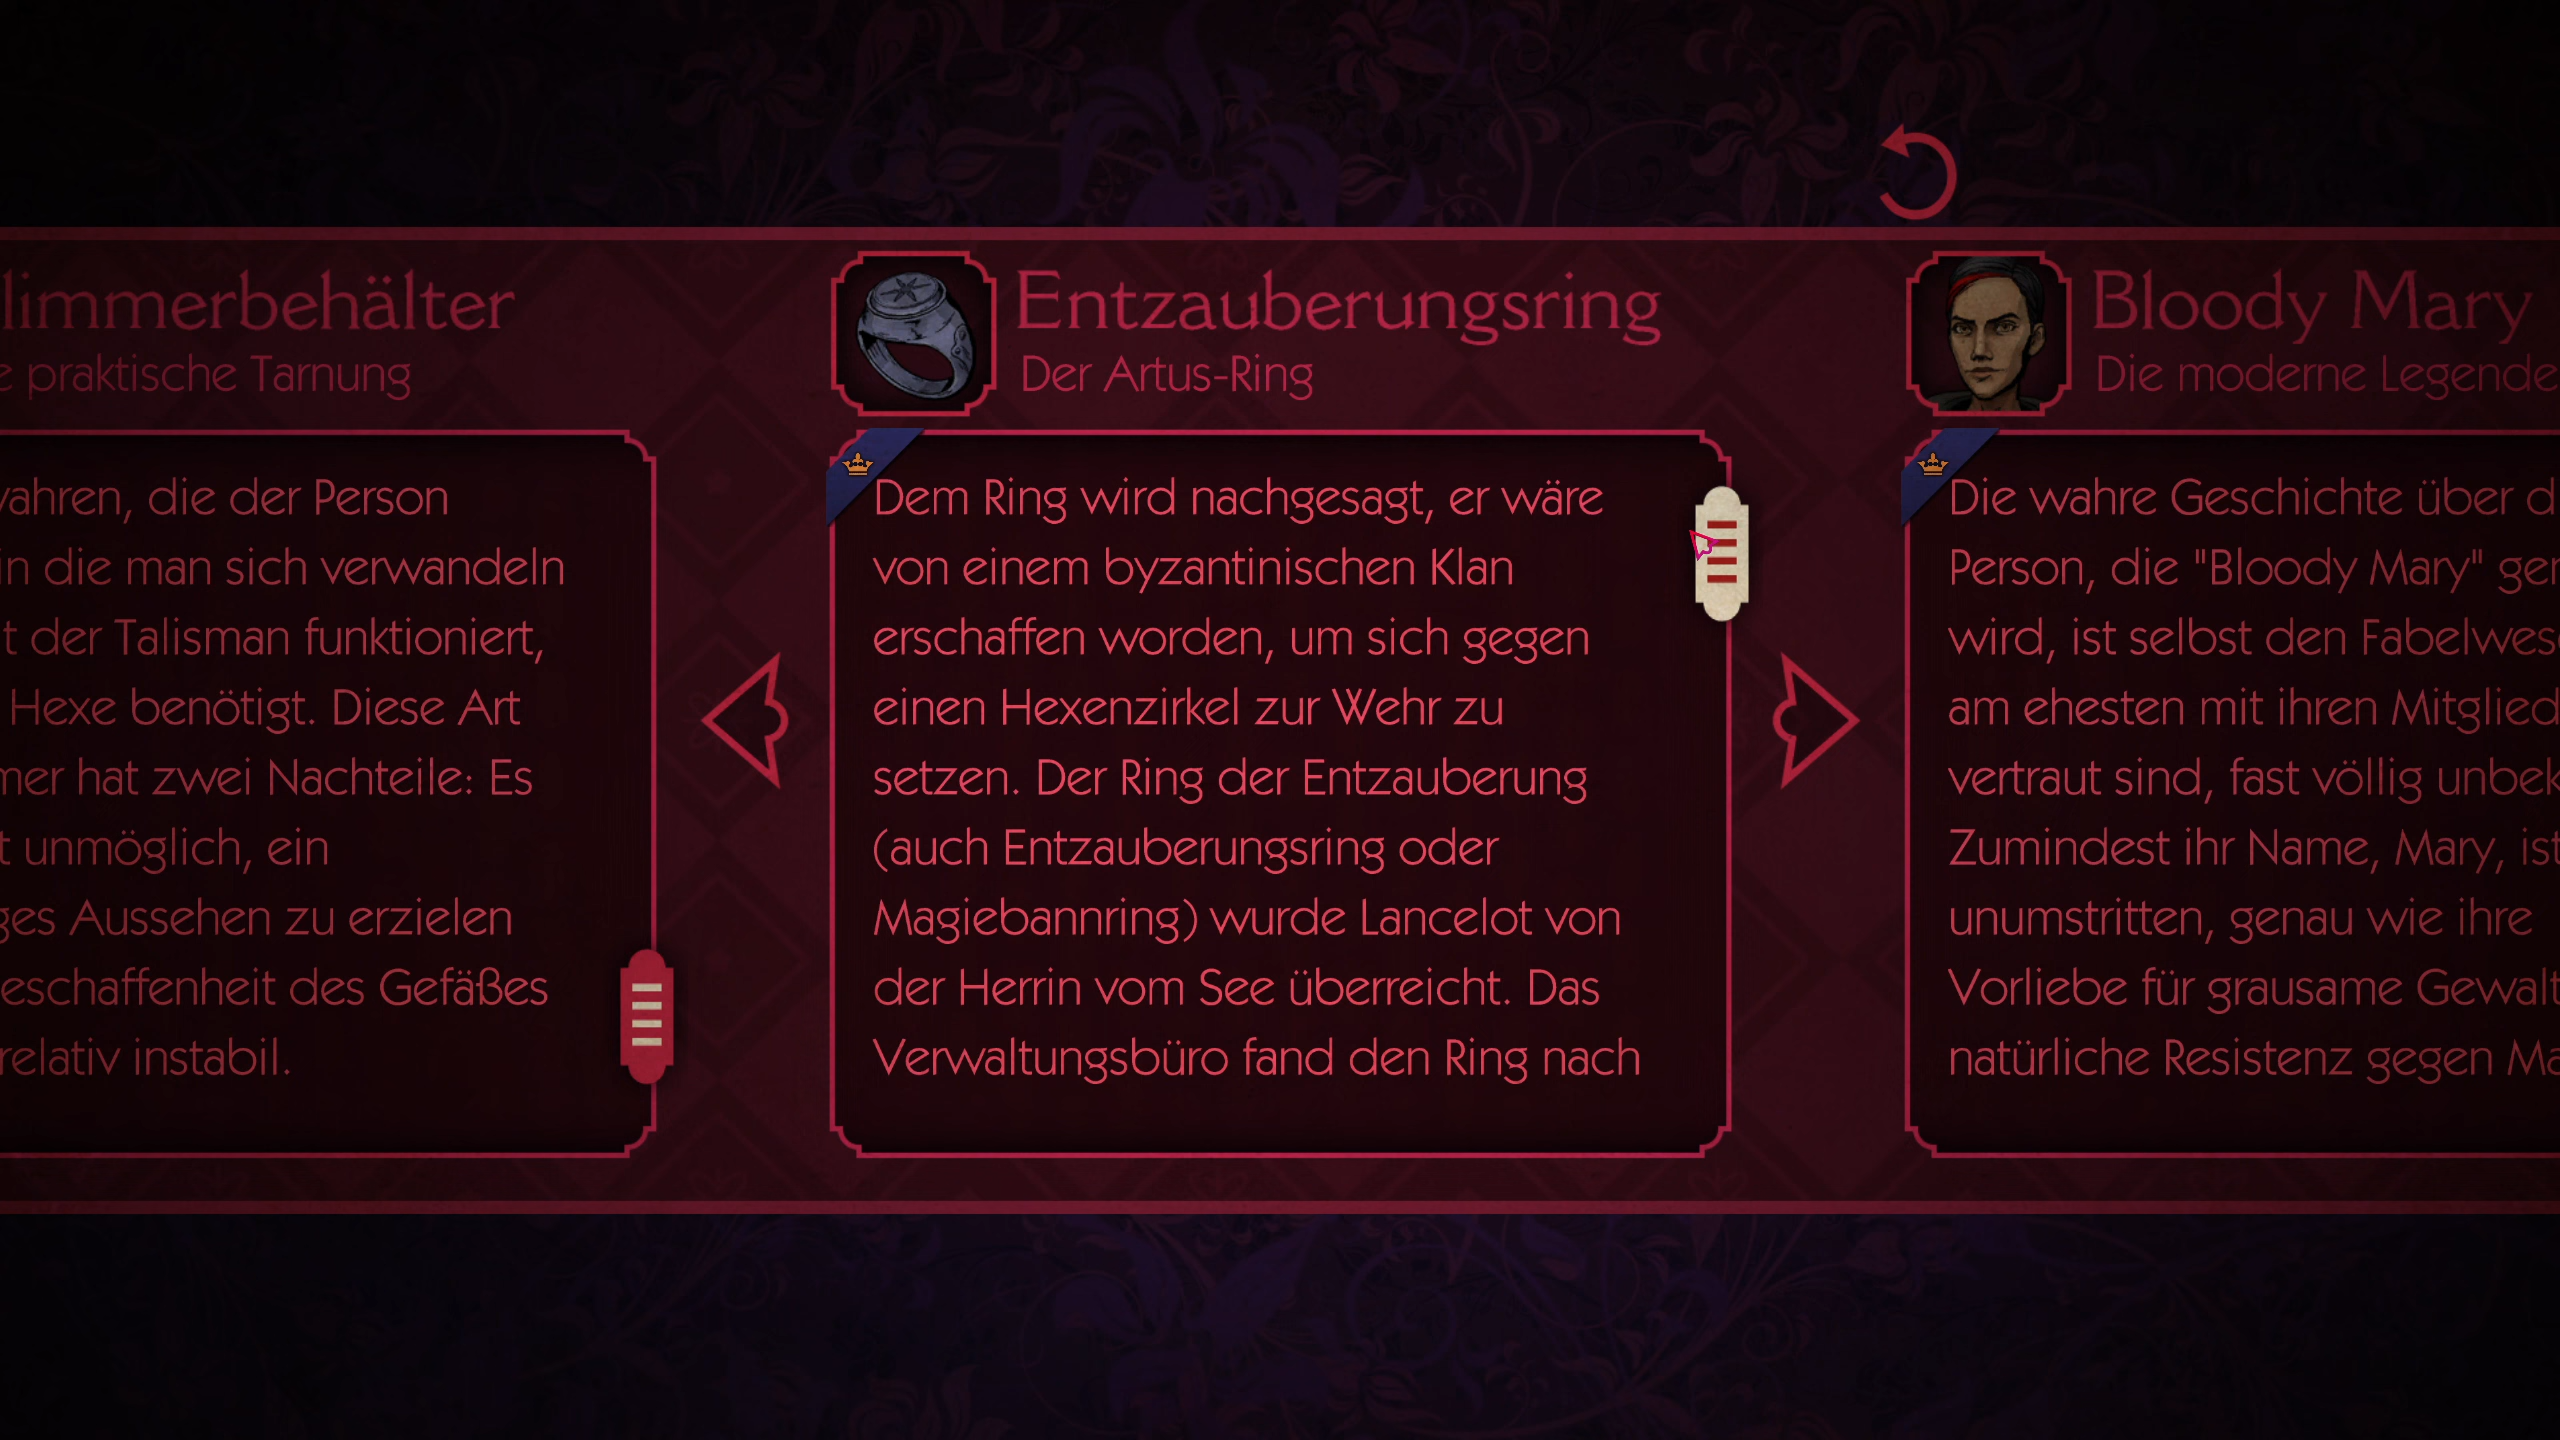 limmerbehälter
praktische Tarnung
die der Person
in die man sich verwandeln
der Talisman funktioniert,
Hexe benötigt. Diese Art
hat zwei Nachteile: Es
unmöglich, ein
Aussehen zu erzielen
eschaffenheit des Gefäßes
relativ instabil.
Entzauberungsring
Der Artus-Ring
Dem Ring wird nachgesagt, er wäre
von einem byzantinischen Klan
erschaffen worden, um sich gegen
einen Hexenzirkel zur Wehr zu
setzen. Der Ring der Entzauberung
(auch Entzauberungsring oder
Magiebannring) wurde Lancelot von
der Herrin vom See überreicht. Das
Verwaltungsbüro fand den Ring nach
Bloody Mary
Die moderne Legende
Die wahre Geschichte über d
Person, die "Bloody Mary" gen
wird, ist selbst den Fabelwese
am ehesten mit ihren Mitglied
vertraut sind, fast völlig unbek
Zumindest ihr Name, Mary, ist
unumstritten, genau wie ihre
Vorliebe für grausame Gewalt
natürliche Resistenz gegen Ma